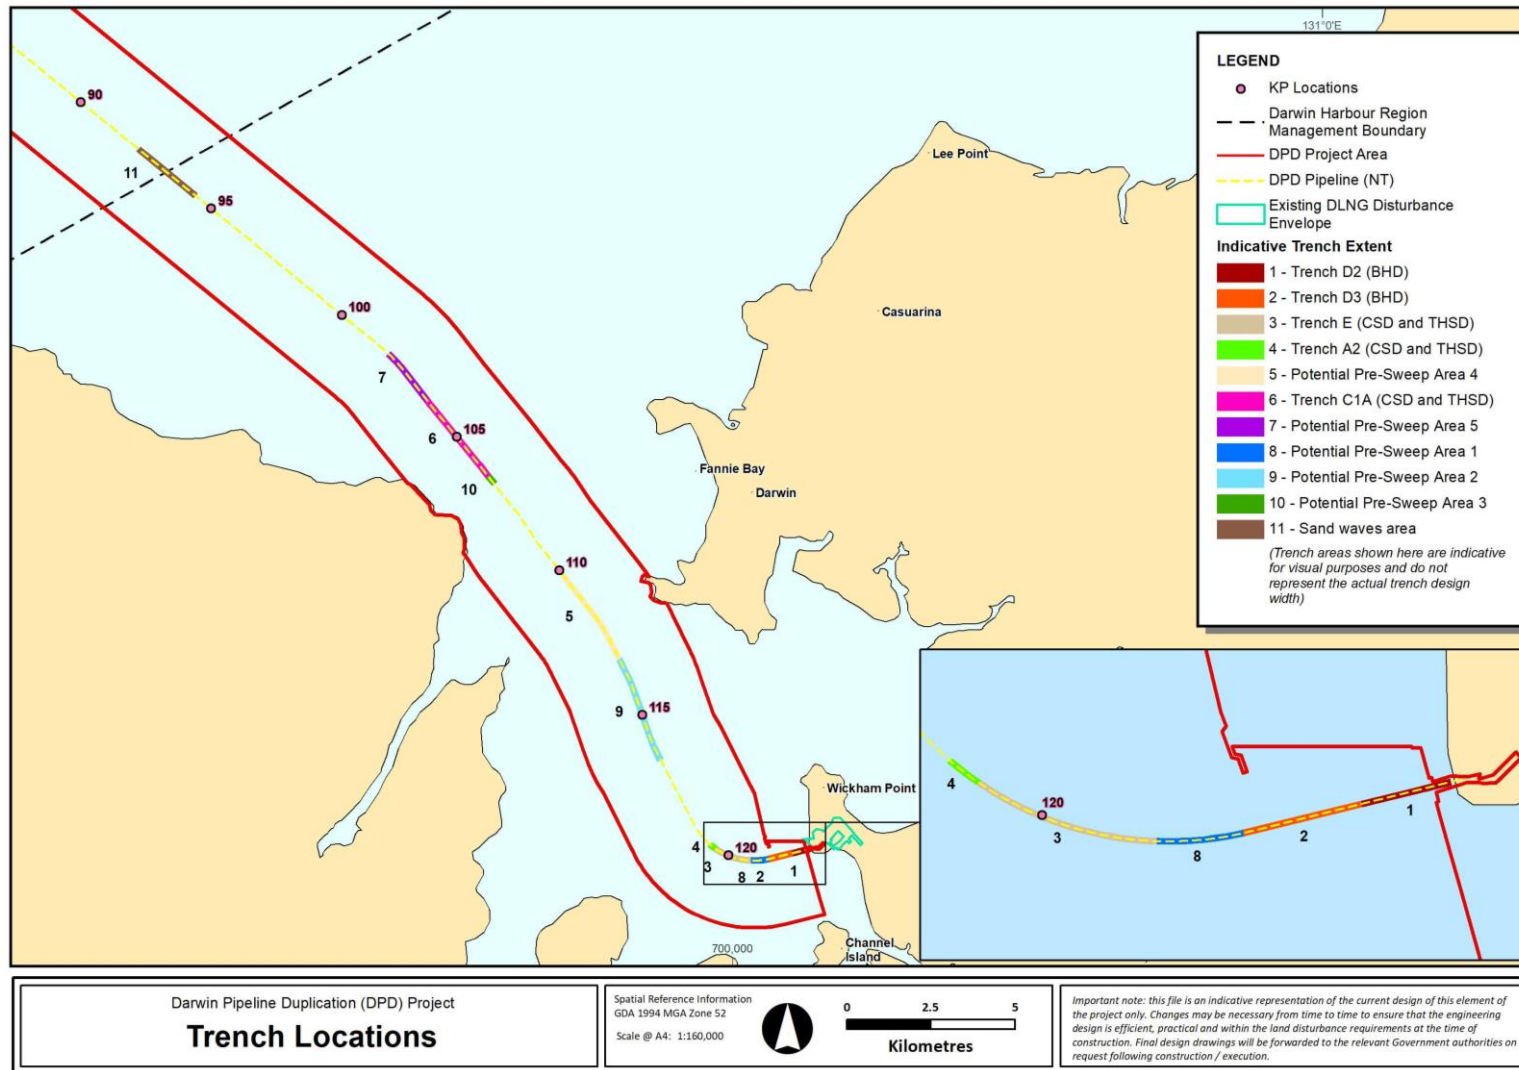 131°0'E
LEGEND
KP Locations
Darwin Harbour Region
Management Boundary
DPD Project Area
DPD Pipeline (NT)
Existing DLNG Disturbance
Envelope
Indicative Trench Extent
1 - Trench D2 (BHD)
2 - Trench D3 (BHD)
3 - Trench E (CSD and THSD)
4 - Trench A2 (CSD and THSD)
5 - Potential Pre-Sweep Area 4
6 - Trench C1A (CSD and THSD)
7 - Potential Pre-Sweep Area 5
8 - Potential Pre-Sweep Area 1
9 - Potential Pre-Sweep Area 2
10 - Potential Pre-Sweep Area 3
11 - Sand waves area
(Trench areas shown here are indicative
for visual purposes and do not
represent the actual trench design
width)
90
11
95
Lee Point
100
Casuarina
7
105
6
Fannie Bay
10
Darwin
110
5
9
115
Wickham Point
4
120
3
8
2
1
700,000
Channel
Island
4
120
3
8
2
1
Darwin Pipeline Duplication (DPD) Project
Trench Locations
Spatial Reference Information
GDA 1994 MGA Zone 52
Scale @ A4: 1:160,000
0 2.5 5
Kilometres
Important note: this file is an indicative representation of the current design of this element of
the project only. Changes may be necessary from time to time to ensure that the engineering
design is efficient, practical and within the land disturbance requirements at the time of
construction. Final design drawings will be forwarded to the relevant Government authorities on
request following construction / execution.